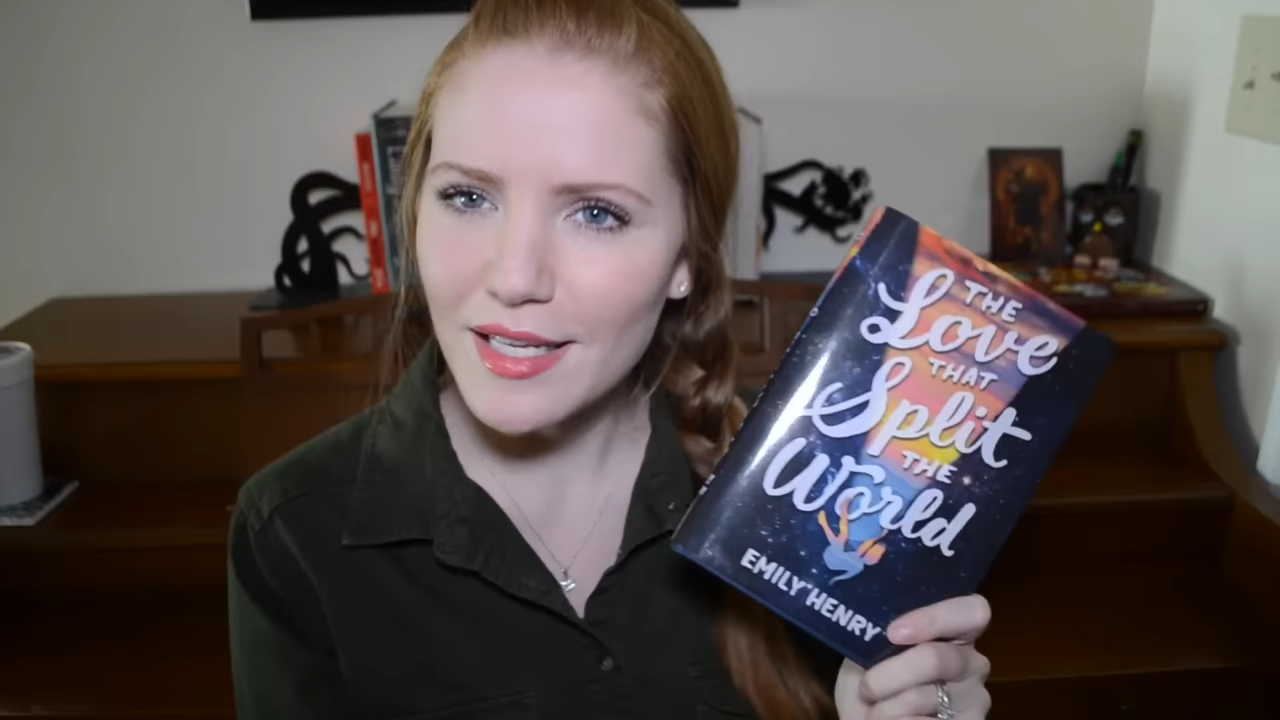 THE
Love
THAT
Split
THE
World
EMILY HENRY